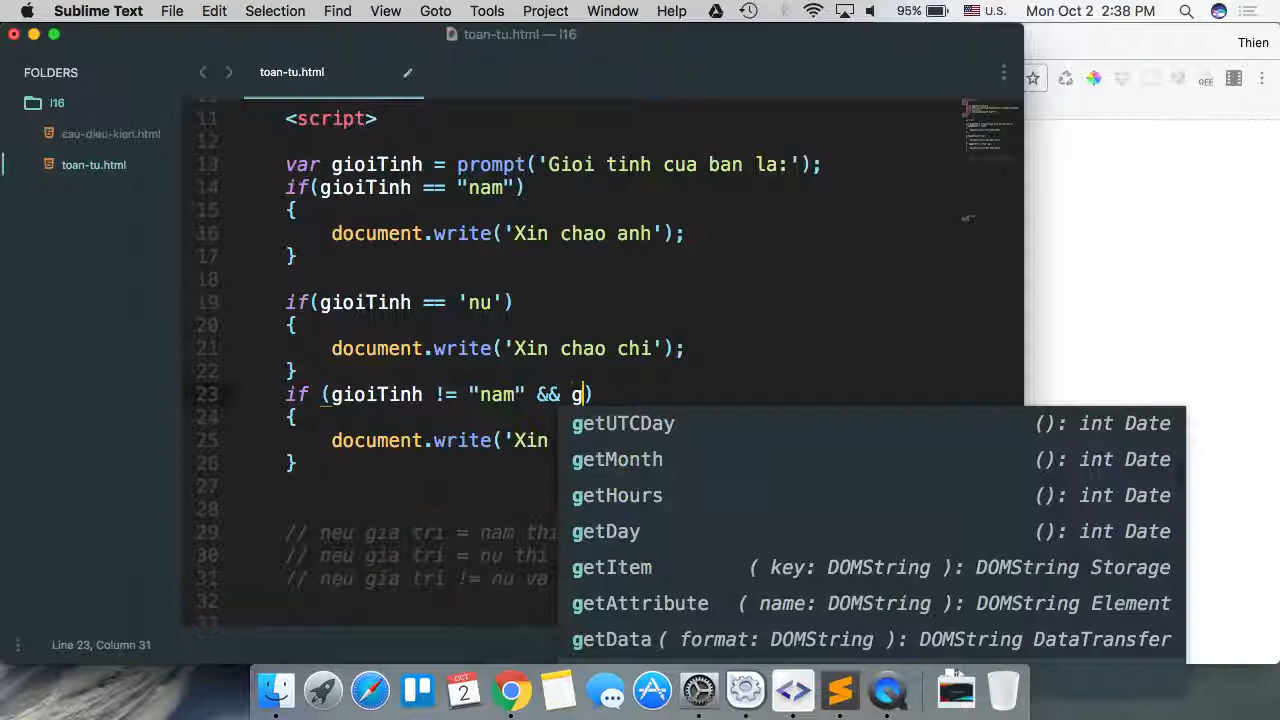 Sublime Text File Edit Selection Find View Goto Tools Project Window Help 95% U.S. Mon Oct 2 2:38 PM
toan-tu.html — l16
Thien
FOLDERS
l16
cau-dieu-kien.html
toan-tu.html
toan-tu.html
OFF
11 <script>
12
13 var gioiTinh = prompt('Gioi tinh cua ban la:');
14 if(gioiTinh == "nam")
15 {
16 document.write('Xin chao anh');
17 }
18
19 if(gioiTinh == 'nu')
20 {
21 document.write('Xin chao chi');
22 }
23 if (gioiTinh != "nam" && g)
24 {
25 document.write('Xin
26 }
27
28
29 // neu gia tri = nam thi
30 // neu gia tri = nu thi
31 // neu gia tri != nu va
32
getUTCDay (): int Date
getMonth (): int Date
getHours (): int Date
getDay (): int Date
getItem ( key: DOMString ): DOMString Storage
getAttribute ( name: DOMString ): DOMString Element
getData ( format: DOMString ): DOMString DataTransfer
Line 23, Column 31
OCT
2